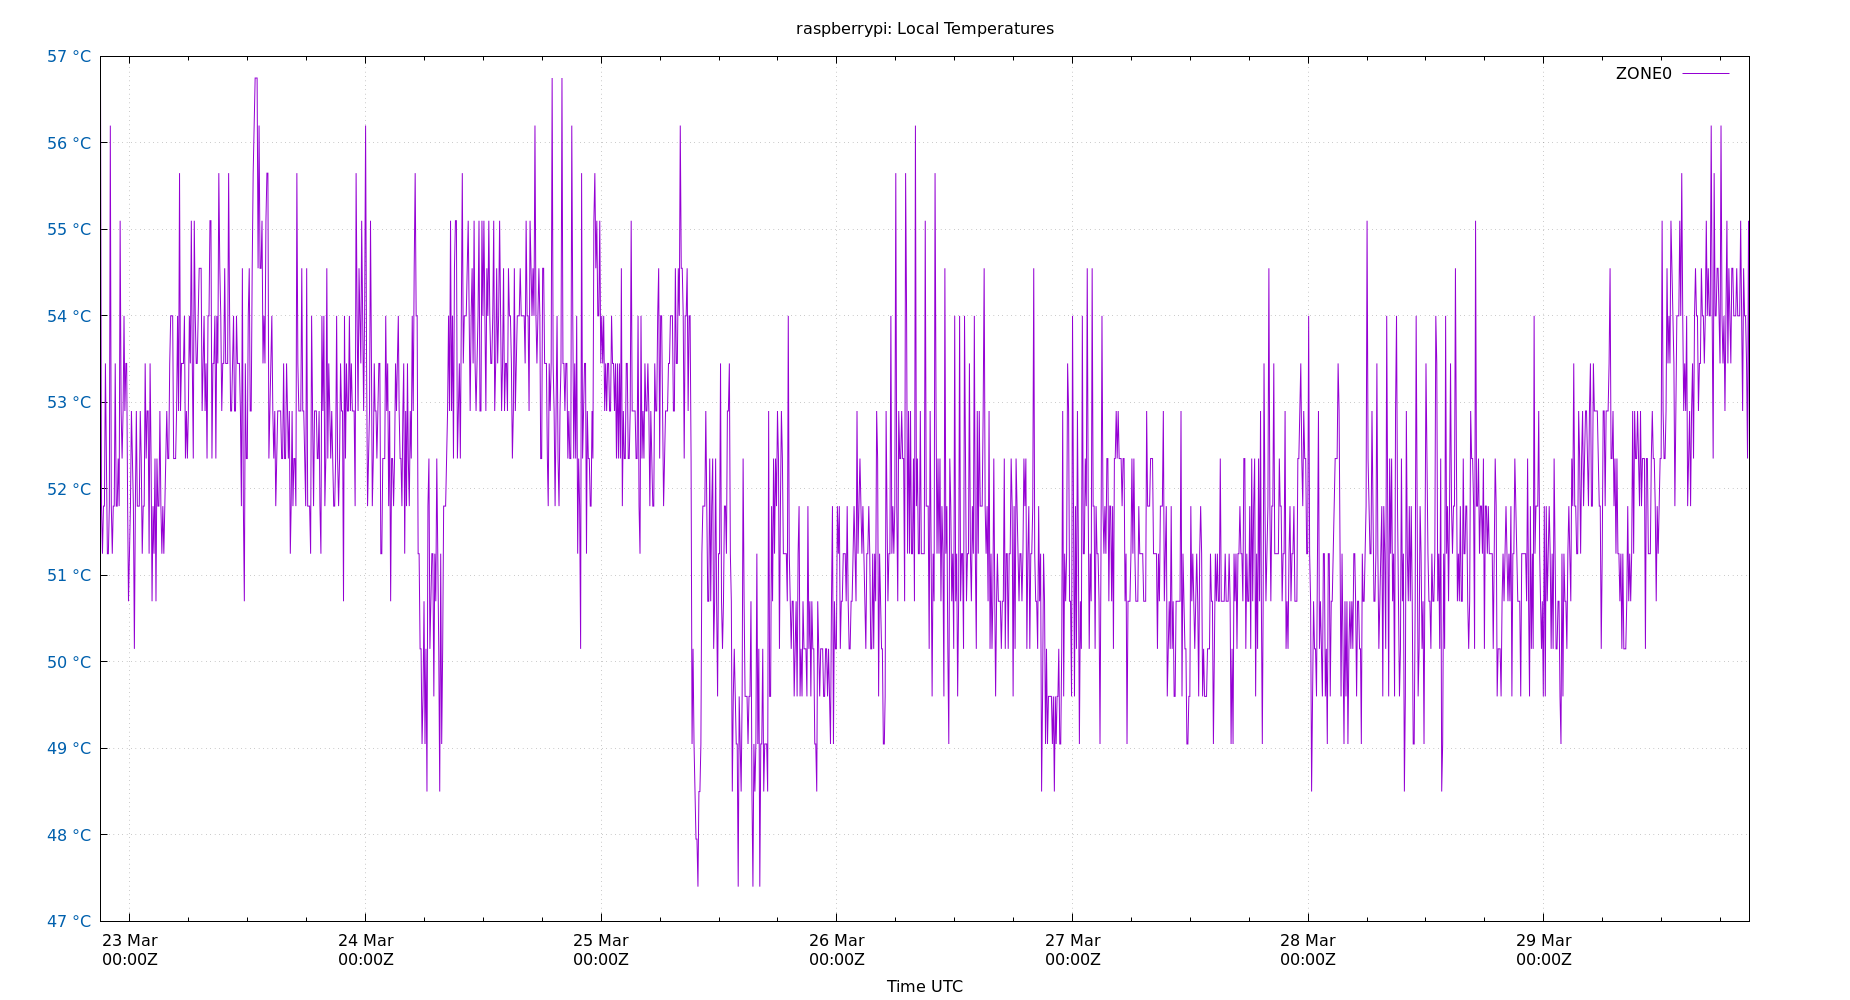 raspberrypi: Local Temperatures
ZONE0
57 °C
56 °C
55 °C
54 °C
53 °C
52 °C
51 °C
50 °C
49 °C
48 °C
47 °C
23 Mar 24 Mar 25 Mar 26 Mar 27 Mar 28 Mar 29 Mar
00:00Z 00:00Z 00:00Z 00:00Z 00:00Z 00:00Z 00:00Z
Time UTC